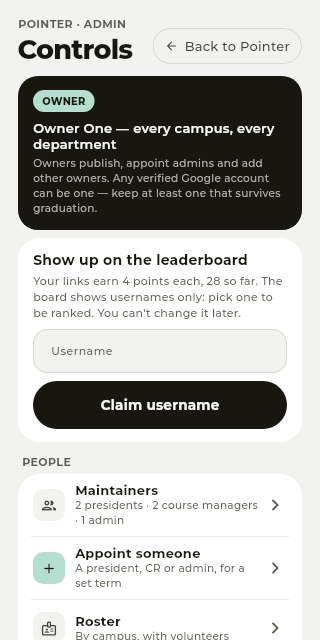 POINTER · ADMIN
Controls
← Back to Pointer
OWNER
Owner One — every campus, every
department
Owners publish, appoint admins and add
other owners. Any verified Google account
can be one — keep at least one that survives
graduation.
Show up on the leaderboard
Your links earn 4 points each, 28 so far. The
board shows usernames only: pick one to
be ranked. You can't change it later.
Username
Claim username
PEOPLE
Maintainers
2 presidents · 2 course managers
· 1 admin
Appoint someone
A president, CR or admin, for a
set term
Roster
By campus, with volunteers